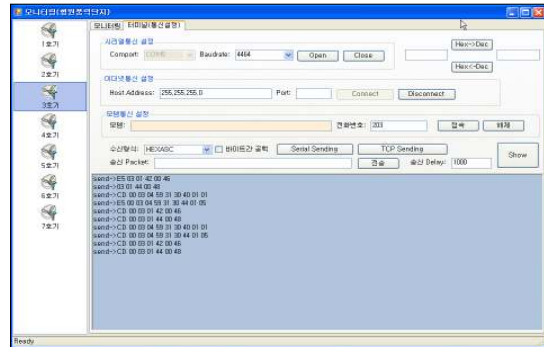 모니터링(병원폐역단지)
모니터링 터미널(통신설정)
1호기
2호기
3호기
4호기
5호기
6호기
7호기
시리얼통신 설정
Comport: COM6 Baudrate: 4464 Open Close
Hex->Dec
Hex<-Dec
이더넷통신 설정
Host Address: 255,255,255,0 Port: Connect Disconnect
모뎀통신 설정
모뎀: 전화번호: 203 접속 해제
수신형식: HEXASC 바이트간 공백 Serial Sending TCP Sending
송신 Packet: 전송 송신 Delay: 1000 Show
send->E5 03 01 42 00 46
send->03 01 44 00 48
send->CD 00 03 04 59 31 30 40 01 01
send->E5 00 03 04 59 31 30 44 01 05
send->CD 00 03 01 42 00 46
send->CD 00 03 01 44 00 48
send->CD 00 03 04 59 31 30 40 01 01
send->CD 00 03 04 59 31 30 44 01 05
send->CD 00 03 01 42 00 46
send->CD 00 03 01 44 00 48
Ready